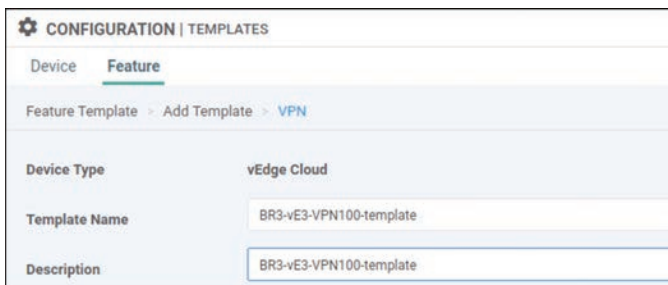 CONFIGURATION | TEMPLATES
Device Feature
Feature Template > Add Template > VPN
Device Type vEdge Cloud
Template Name BR3-vE3-VPN100-template
Description BR3-vE3-VPN100-template